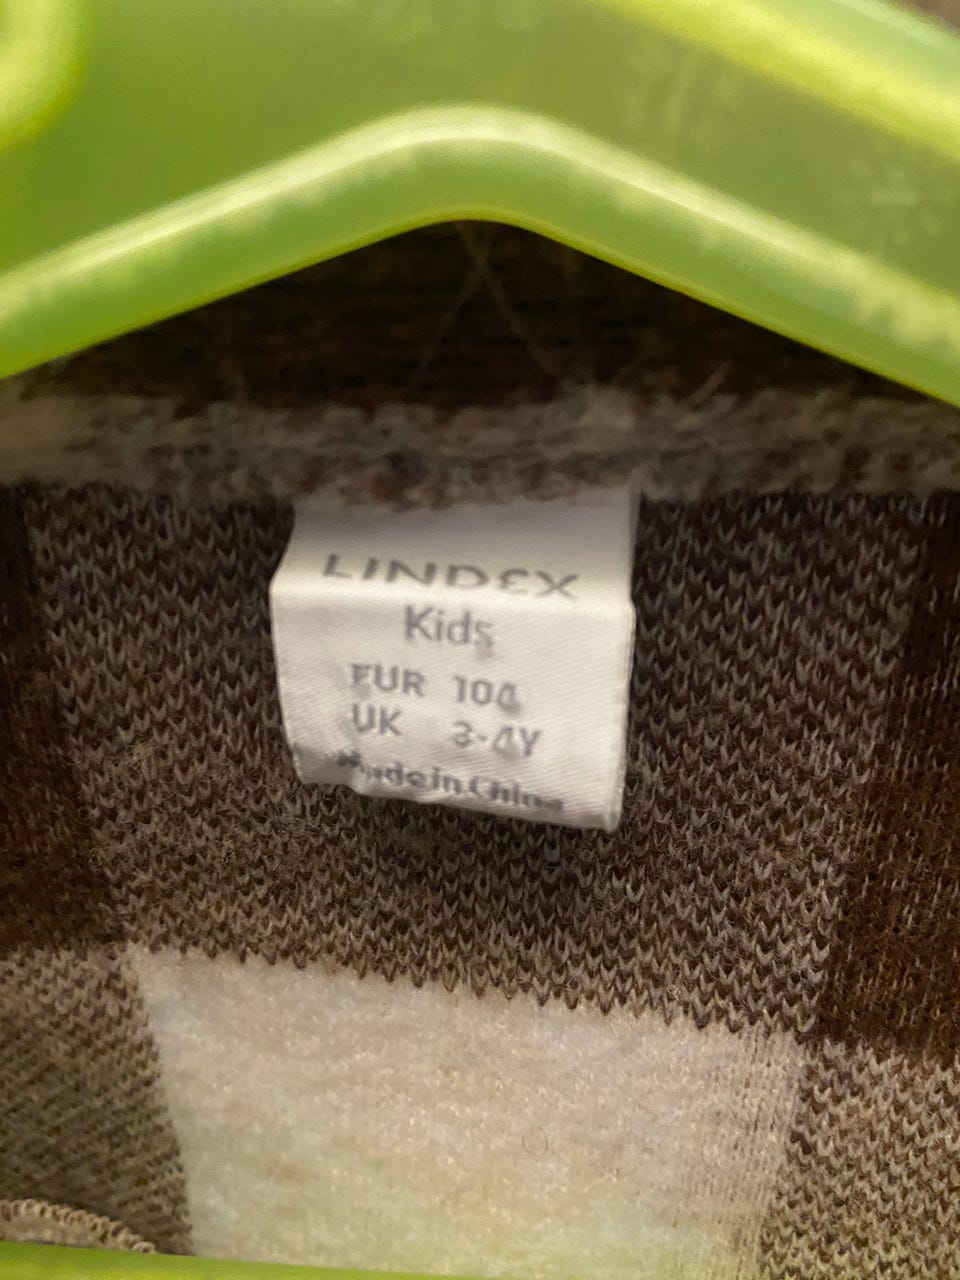 LINDEX
Kids
EUR 104
UK 3-4Y
Made in China